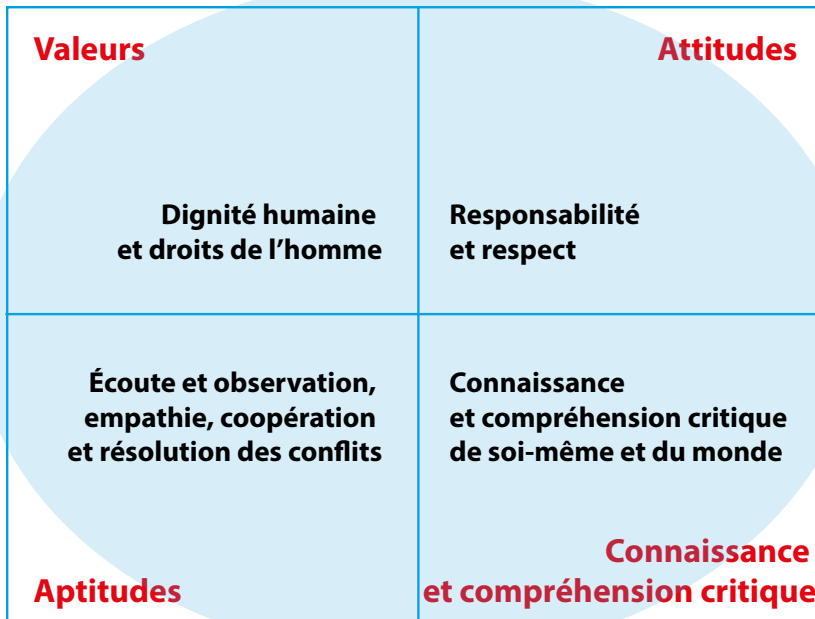 Valeurs
Attitudes
Dignité humaine
et droits de l’homme
Responsabilité
et respect
Écoute et observation,
empathie, coopération
et résolution des conflits
Connaissance
et compréhension critique
de soi-même et du monde
Aptitudes
Connaissance
et compréhension critique